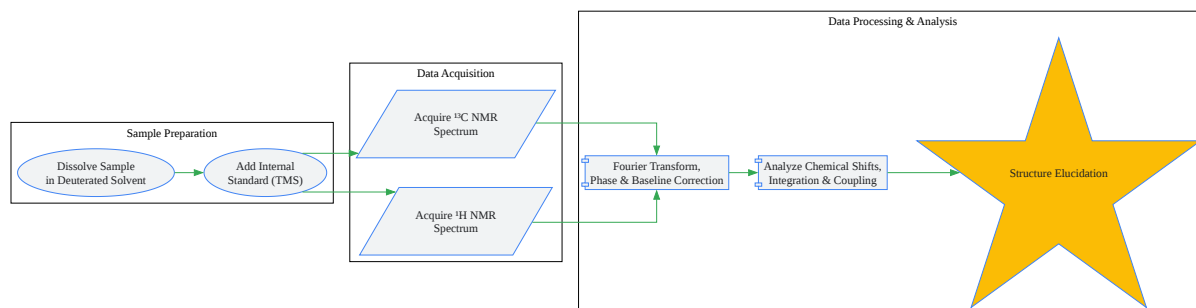 Sample Preparation
Dissolve Sample
in Deuterated Solvent
Add Internal
Standard (TMS)
Data Acquisition
Acquire ¹³C NMR
Spectrum
Acquire ¹H NMR
Spectrum
Data Processing & Analysis
Fourier Transform,
Phase & Baseline Correction
Analyze Chemical Shifts,
Integration & Coupling
Structure Elucidation